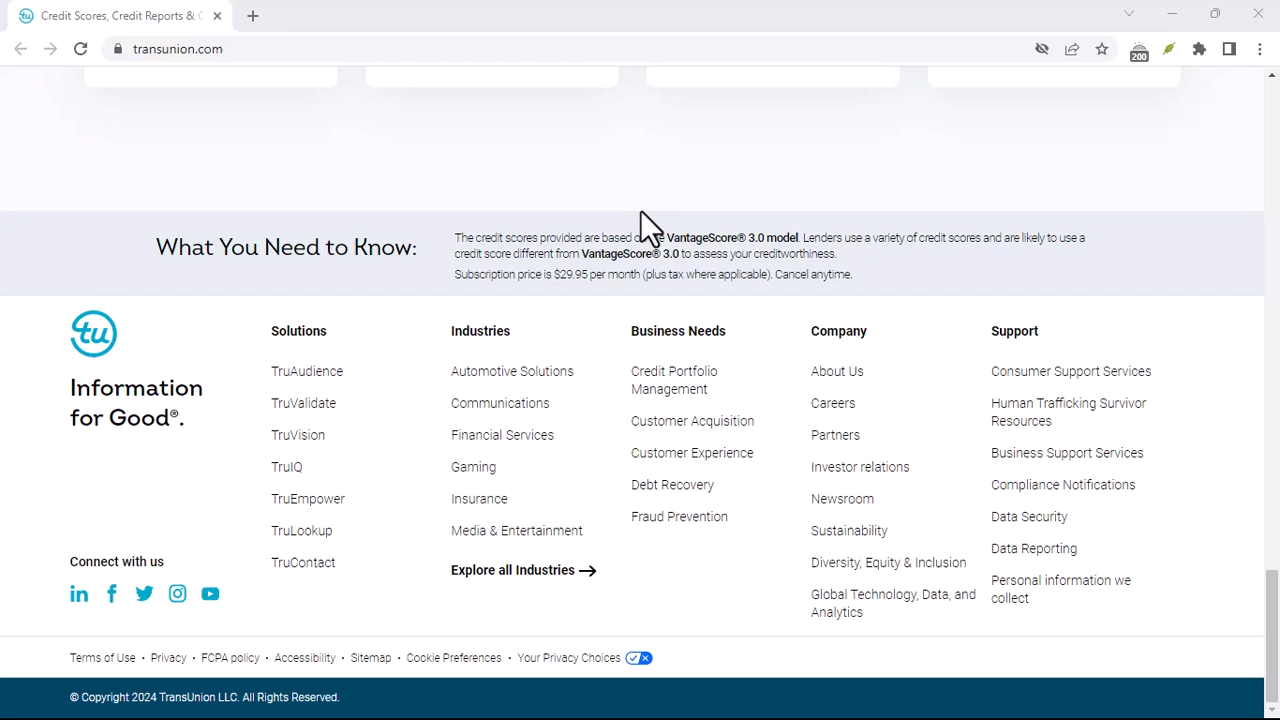 Credit Scores, Credit Reports & C
transunion.com
200
What You Need to Know:
The credit scores provided are based VantageScore® 3.0 model. Lenders use a variety of credit scores and are likely to use a
credit score different from VantageScore® 3.0 to assess your creditworthiness.
Subscription price is $29.95 per month (plus tax where applicable). Cancel anytime.
tu
Information
for Good®.
Connect with us
Solutions
TruAudience
TruValidate
TruVision
TruIQ
TruEmpower
TruLookup
TruContact
Industries
Automotive Solutions
Communications
Financial Services
Gaming
Insurance
Media & Entertainment
Explore all Industries
Business Needs
Credit Portfolio
Management
Customer Acquisition
Customer Experience
Debt Recovery
Fraud Prevention
Company
About Us
Careers
Partners
Investor relations
Newsroom
Sustainability
Diversity, Equity & Inclusion
Global Technology, Data, and
Analytics
Support
Consumer Support Services
Human Trafficking Survivor
Resources
Business Support Services
Compliance Notifications
Data Security
Data Reporting
Personal information we
collect
Terms of Use · Privacy · FCPA policy · Accessibility · Sitemap · Cookie Preferences · Your Privacy Choices
© Copyright 2024 TransUnion LLC. All Rights Reserved.